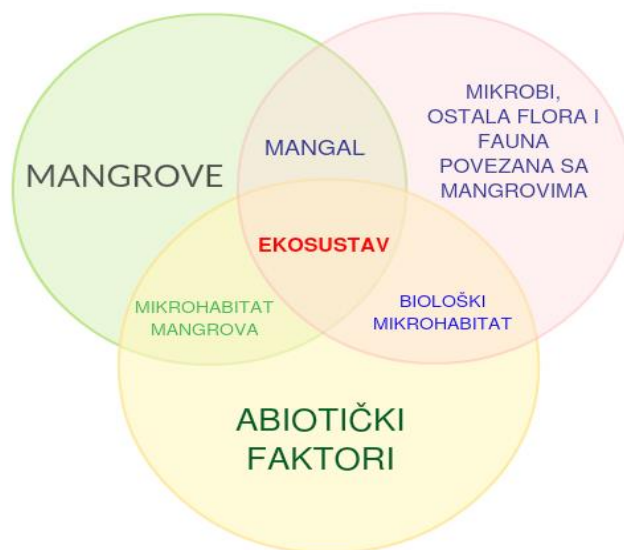 MANGROVE
MANGAL
MIKROBI,
OSTALA FLORA I
FAUNA
POVEZANA SA
MANGROVIMA
EKOSUSTAV
MIKROHABITAT
MANGROVA
BIOLOŠKI
MIKROHABITAT
ABIOTIČKI
FAKTORI